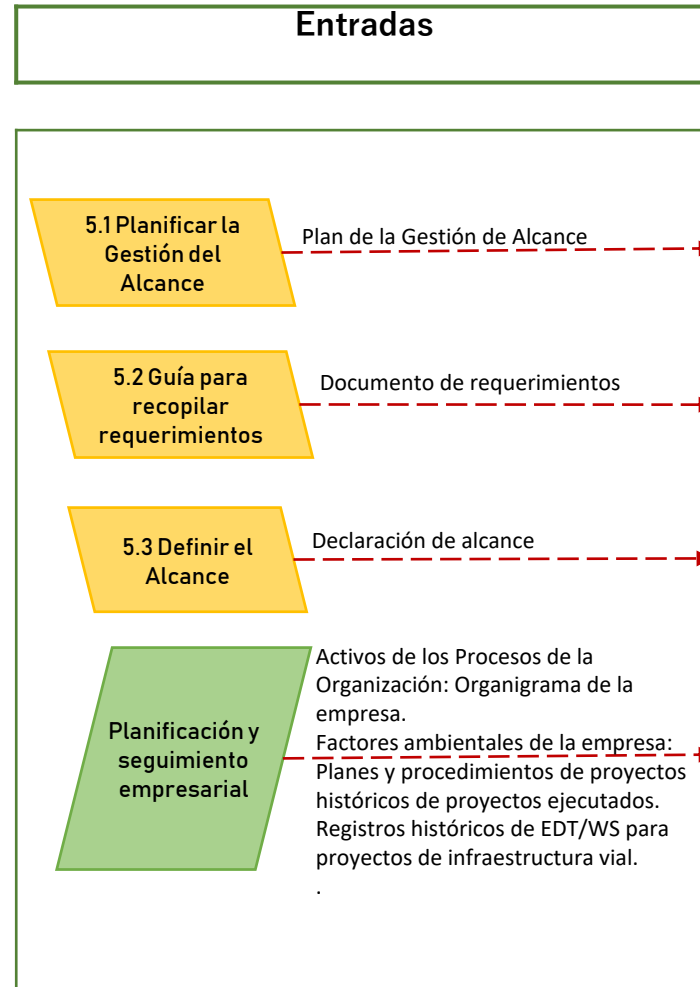 Entradas
5.1 Planificar la
Gestión del
Alcance
Plan de la Gestión de Alcance
5.2 Guía para
recopilar
requerimientos
Documento de requerimientos
5.3 Definir el
Alcance
Declaración de alcance
Planificación y
seguimiento
empresarial
Activos de los Procesos de la
Organización: Organigrama de la
empresa.
Factores ambientales de la empresa:
Planes y procedimientos de proyectos
históricos de proyectos ejecutados.
Registros históricos de EDT/WS para
proyectos de infraestructura vial.
.